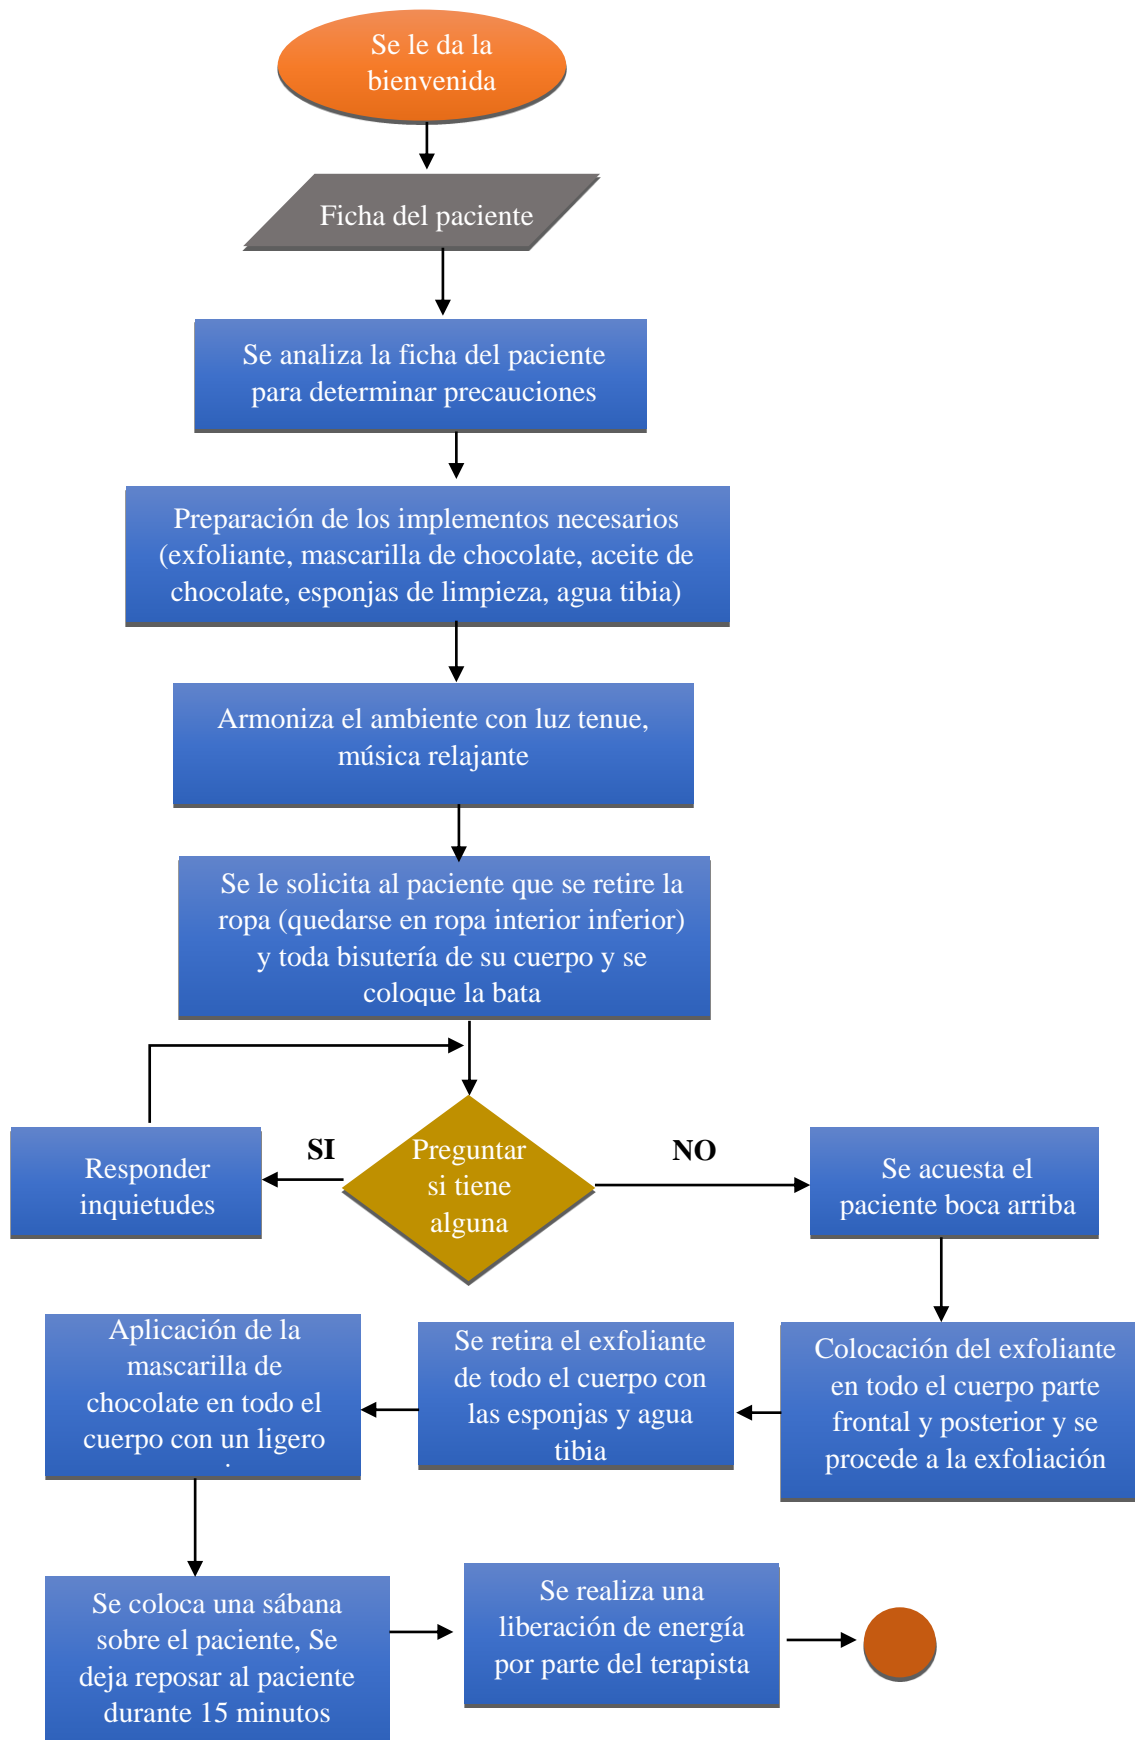 Se le da la
bienvenida
Ficha del paciente
Se analiza la ficha del paciente
para determinar precauciones
Preparación de los implementos necesarios
(exfoliante, mascarilla de chocolate, aceite de
chocolate, esponjas de limpieza, agua tibia)
Armoniza el ambiente con luz tenue,
música relajante
Se le solicita al paciente que se retire la
ropa (quedarse en ropa interior inferior)
y toda bisutería de su cuerpo y se
coloque la bata
Preguntar
si tiene
alguna
SI
Responder
inquietudes
NO
Se acuesta el
paciente boca arriba
Colocación del exfoliante
en todo el cuerpo parte
frontal y posterior y se
procede a la exfoliación
Se retira el exfoliante
de todo el cuerpo con
las esponjas y agua
tibia
Aplicación de la
mascarilla de
chocolate en todo el
cuerpo con un ligero
Se coloca una sábana
sobre el paciente, Se
deja reposar al paciente
durante 15 minutos
Se realiza una
liberación de energía
por parte del terapista